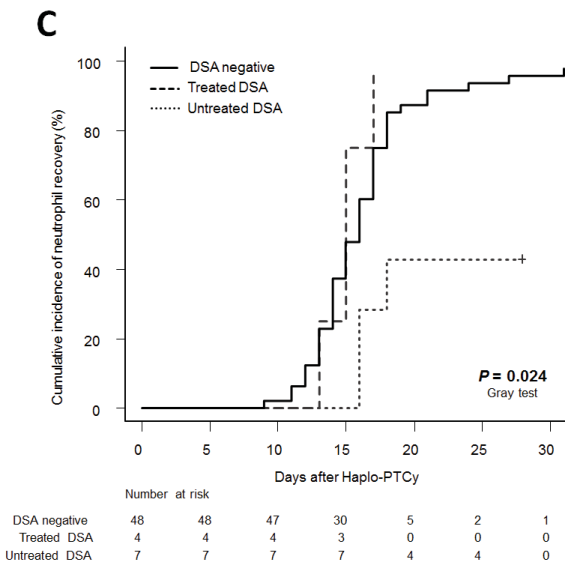 C
DSA negative
Treated DSA
Untreated DSA
100
80
60
40
20
0
Cumulative incidence of neutrophil recovery (%)
P = 0.024
Gray test
0 5 10 15 20 25 30
Days after Haplo-PTCy
Number at risk
DSA negative 48 48 47 30 5 2 1
Treated DSA 4 4 4 3 0 0 0
Untreated DSA 7 7 7 7 4 4 0